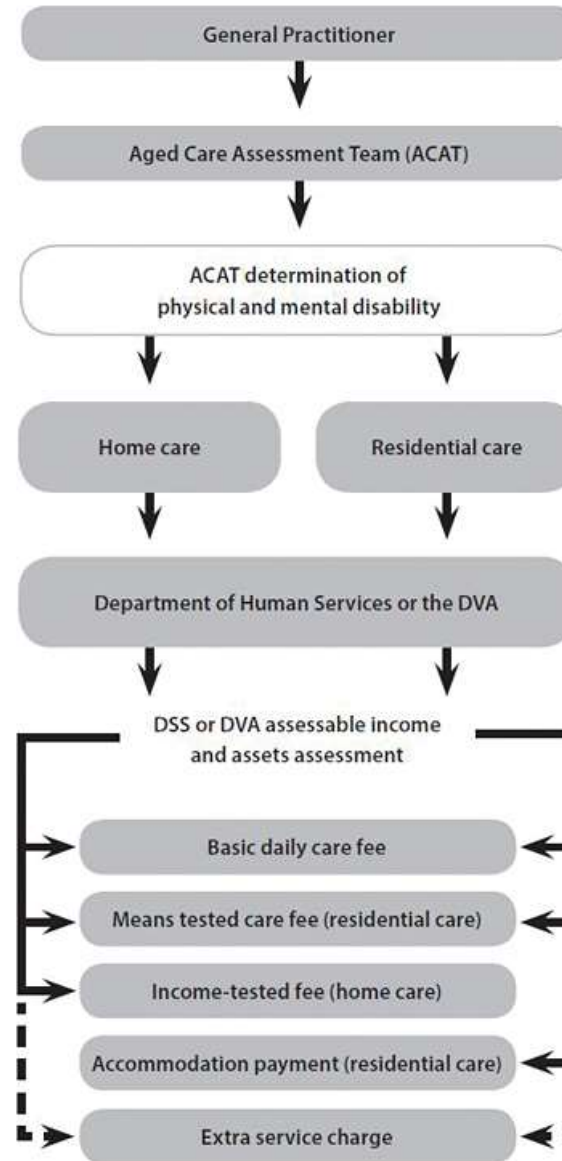 General Practitioner
Aged Care Assessment Team (ACAT)
ACAT determination of
physical and mental disability
Home care
Residential care
Department of Human Services or the DVA
DSS or DVA assessable income
and assets assessment
Basic daily care fee
Means tested care fee (residential care)
Income-tested fee (home care)
Accommodation payment (residential care)
Extra service charge